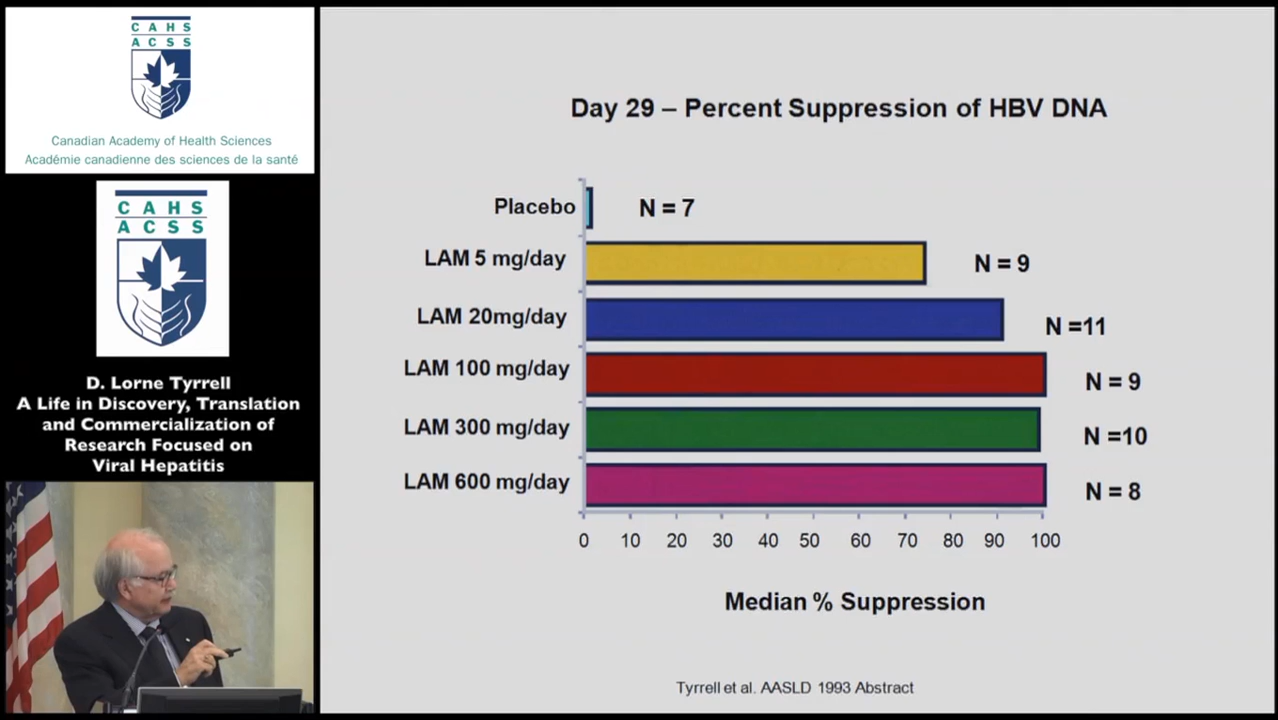 CAHS
ACSS
Canadian Academy of Health Sciences
Académie canadienne des sciences de la santé
CAHS
ACSS
D. Lorne Tyrrell
A Life in Discovery, Translation
and Commercialization of
Research Focused on
Viral Hepatitis
Day 29 – Percent Suppression of HBV DNA
Placebo N = 7
LAM 5 mg/day N = 9
LAM 20mg/day N =11
LAM 100 mg/day N = 9
LAM 300 mg/day N =10
LAM 600 mg/day N = 8
0 10 20 30 40 50 60 70 80 90 100
Median % Suppression
Tyrrell et al. AASLD 1993 Abstract